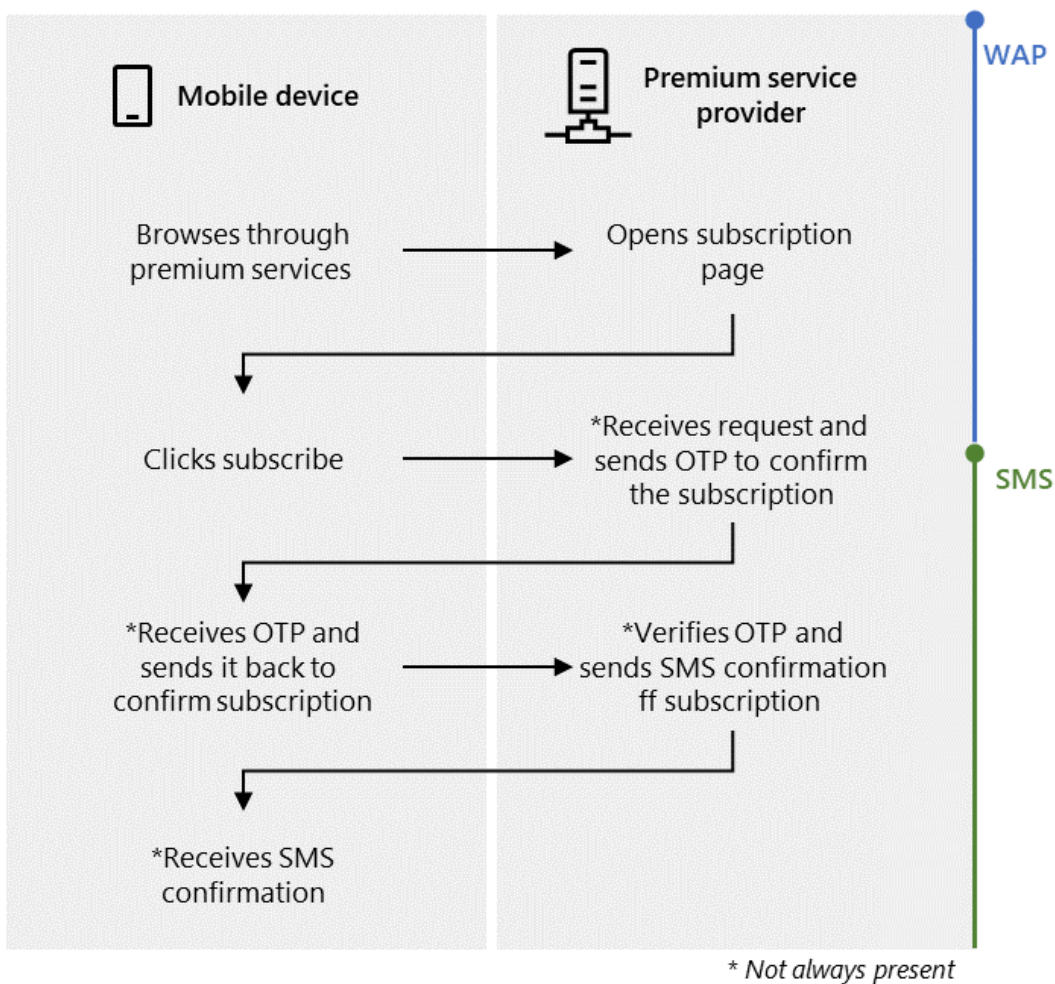 Mobile device
Premium service
provider
WAP
Browses through
premium services
Opens subscription
page
Clicks subscribe
*Receives request and
sends OTP to confirm
the subscription
SMS
*Receives OTP and
sends it back to
confirm subscription
*Verifies OTP and
sends SMS confirmation
ff subscription
*Receives SMS
confirmation
* Not always present